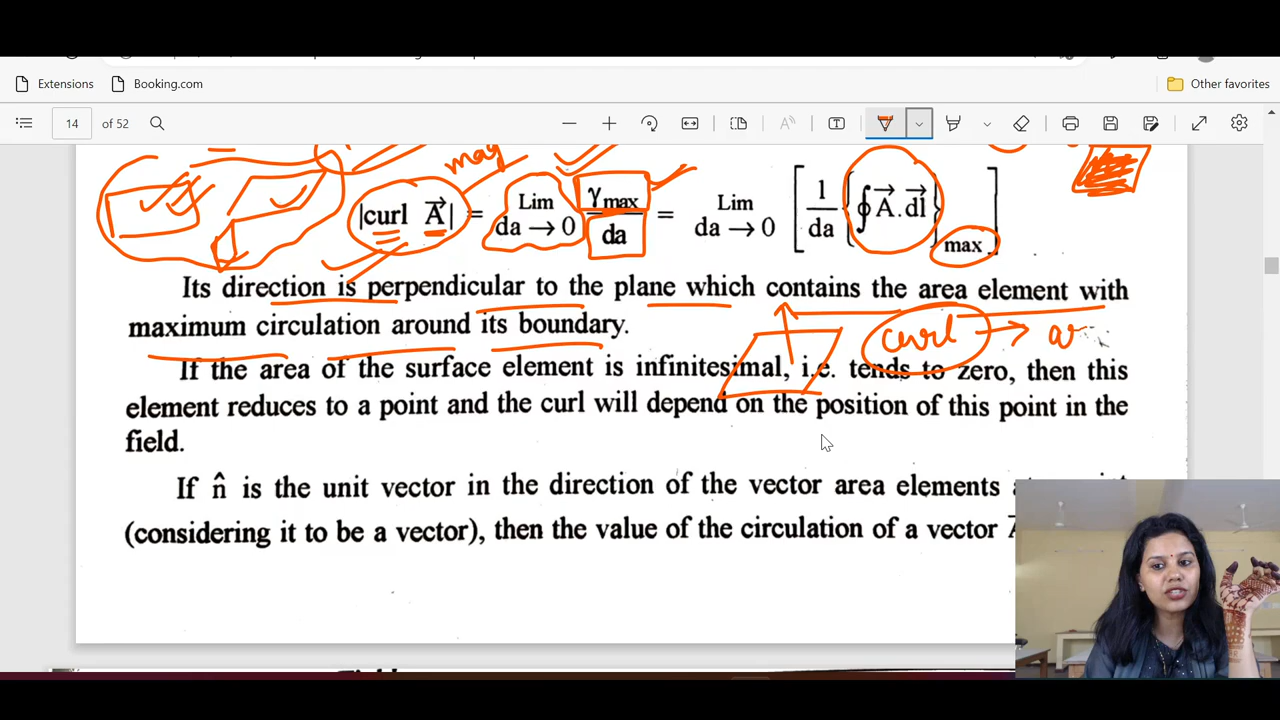 Extensions
Booking.com
Other favorites
14 of 52
may
|curl A⃗| = Lim da → 0 γmax da = Lim da → 0 [ 1 da { ∮ A⃗.dl⃗ } max ]
Its direction is perpendicular to the plane which contains the area element with
maximum circulation around its boundary.
curl →
If the area of the surface element is infinitesimal, i.e. tends to zero, then this
element reduces to a point and the curl will depend on the position of this point in the
field.
If n̂ is the unit vector in the direction of the vector area elements
(considering it to be a vector), then the value of the circulation of a vector